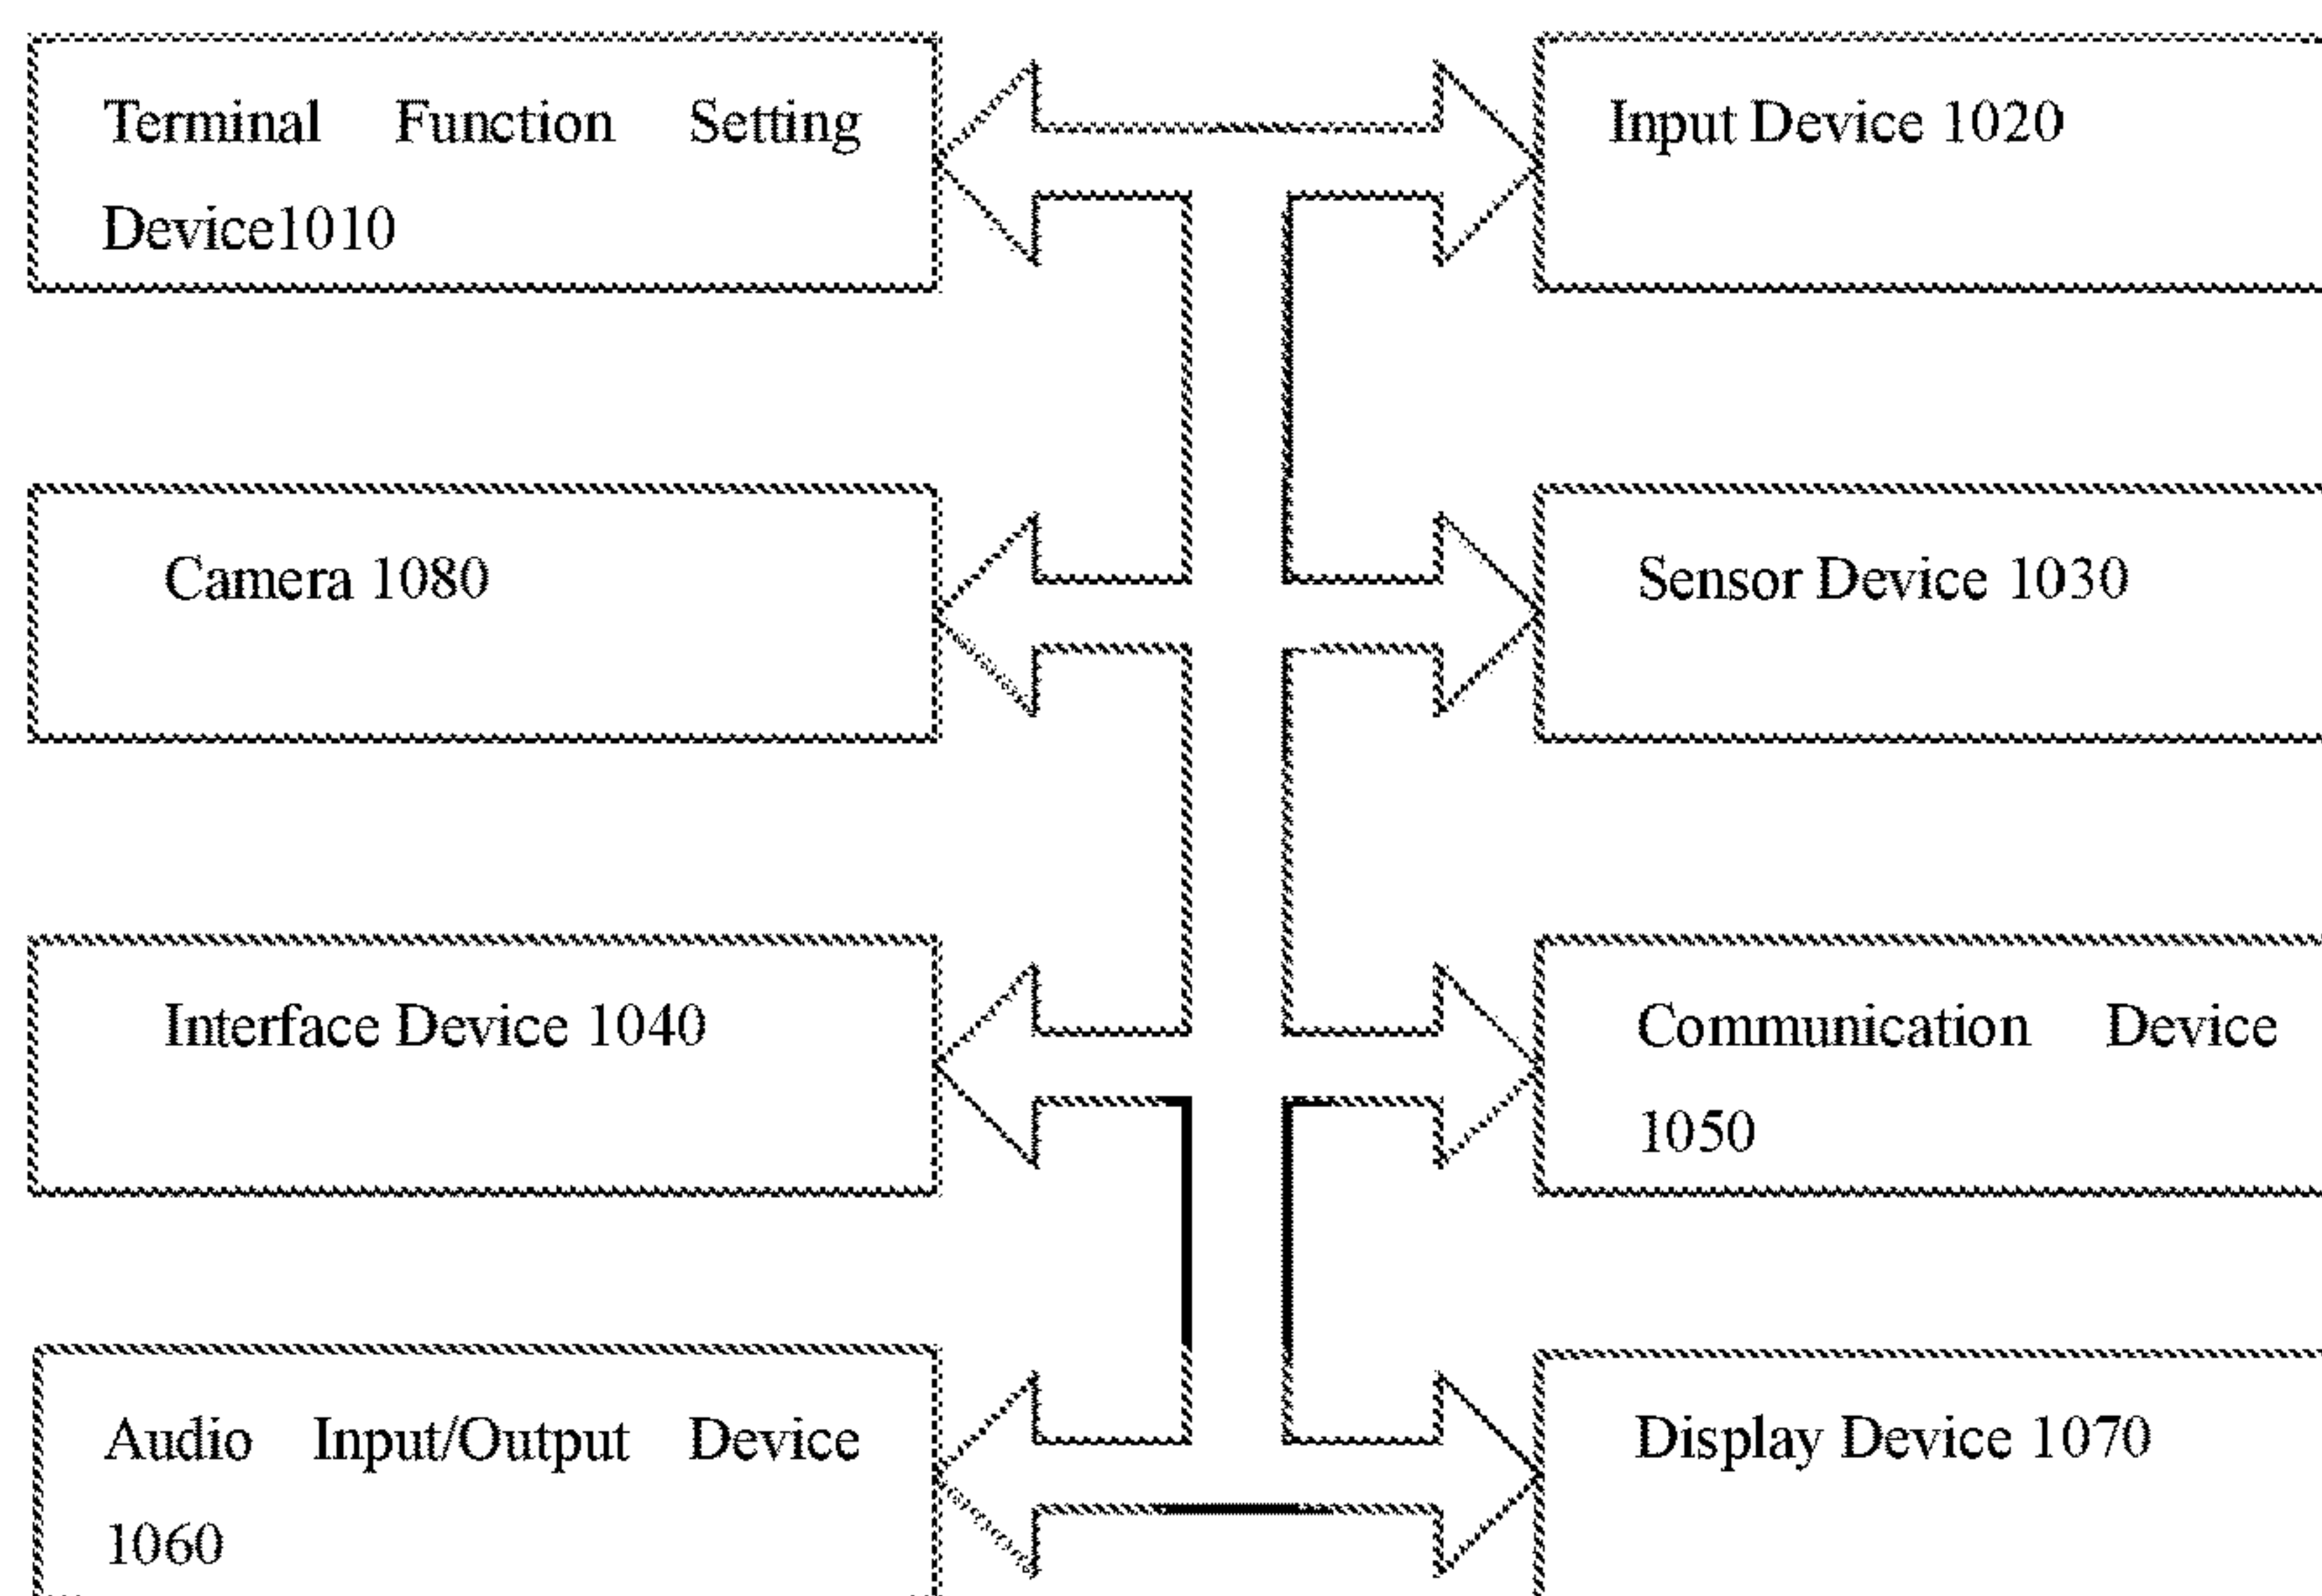 Terminal Function Setting
Device1010
Input Device 1020
Camera 1080
Sensor Device 1030
Interface Device 1040
Communication Device
1050
Audio Input/Output Device
1060
Display Device 1070